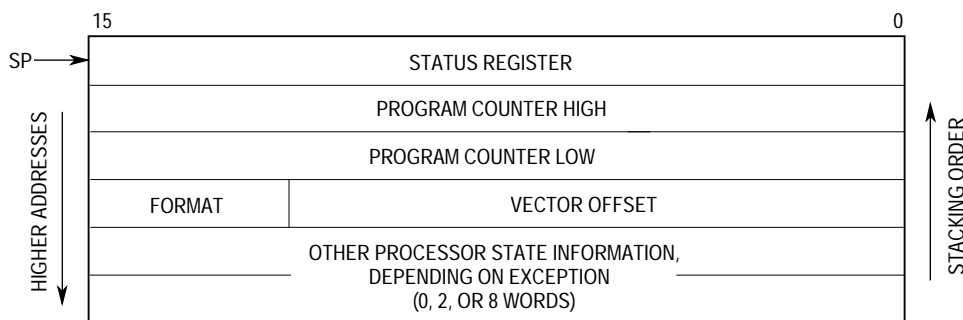 15 0
SP
STATUS REGISTER
PROGRAM COUNTER HIGH
PROGRAM COUNTER LOW
FORMAT VECTOR OFFSET
OTHER PROCESSOR STATE INFORMATION,
DEPENDING ON EXCEPTION
(0, 2, OR 8 WORDS)
HIGHER ADDRESSES
STACKING ORDER